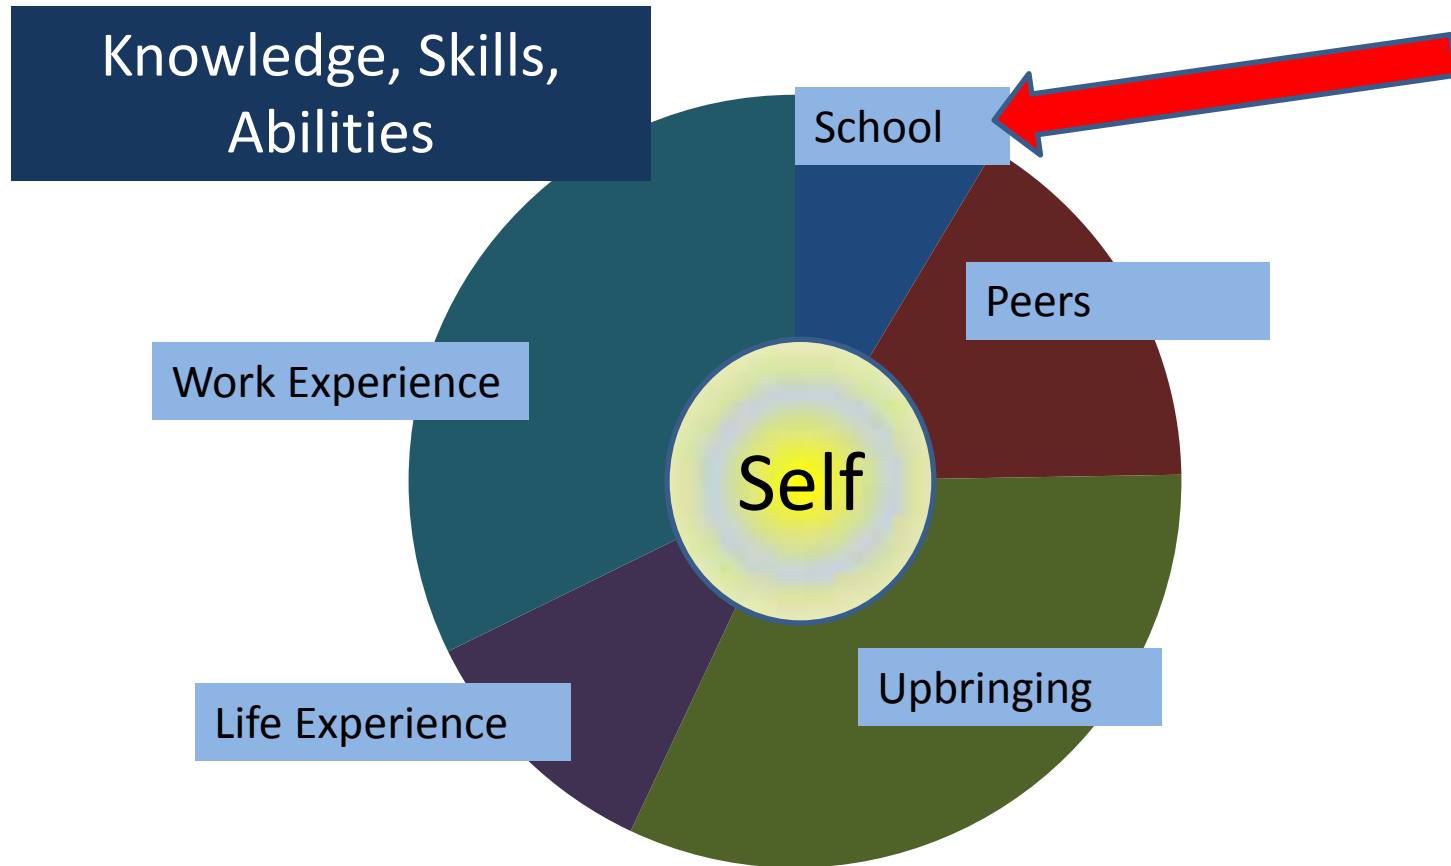 Knowledge, Skills,
Abilities
School
Peers
Work Experience
Self
Upbringing
Life Experience